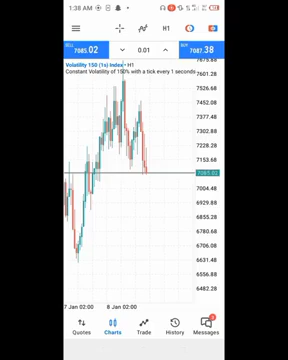 1:38 AM
H1
SELL
7085.02
0.01
BUY
7087.38
Volatility 150 (1s) Index • H1
Constant Volatility of 150% with a tick every 1 seconds
7675.88
7601.28
7526.68
7452.08
7377.48
7302.88
7228.28
7153.68
7085.02
7004.48
6929.88
6855.28
6780.68
6706.08
6631.48
6556.88
6482.28
7 Jan 02:00
8 Jan 02:00
3
Quotes
Charts
Trade
History
Messages